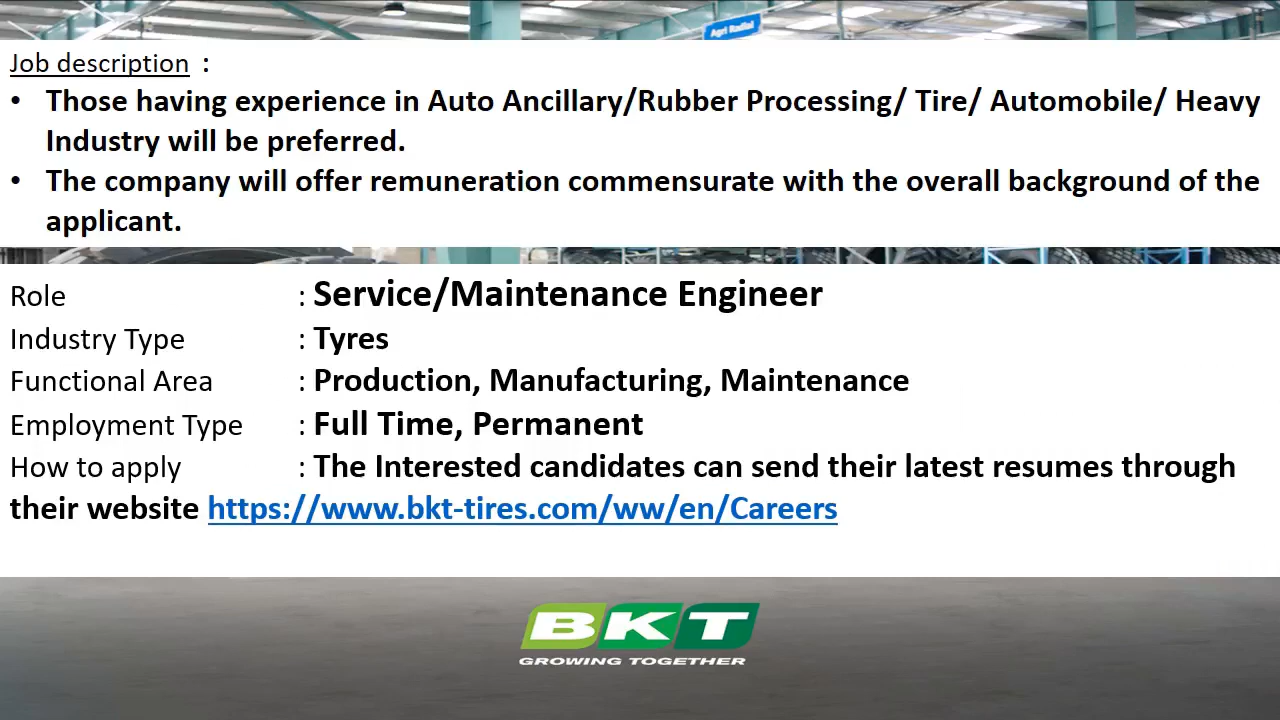 Agri Radial
Job description :
• Those having experience in Auto Ancillary/Rubber Processing/ Tire/ Automobile/ Heavy
Industry will be preferred.
• The company will offer remuneration commensurate with the overall background of the
applicant.
Role : Service/Maintenance Engineer
Industry Type : Tyres
Functional Area : Production, Manufacturing, Maintenance
Employment Type : Full Time, Permanent
How to apply : The Interested candidates can send their latest resumes through
their website https://www.bkt-tires.com/ww/en/Careers
BKT
GROWING TOGETHER